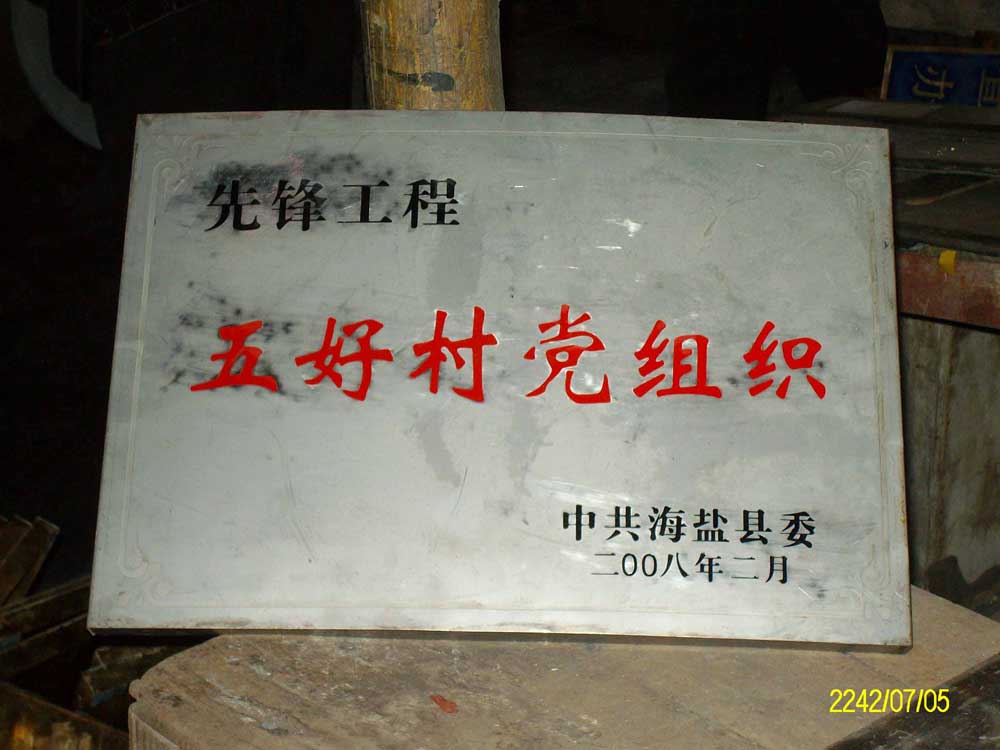 先锋工程
五好村党组织
中共海盐县委
二00八年二月
2242/07/05